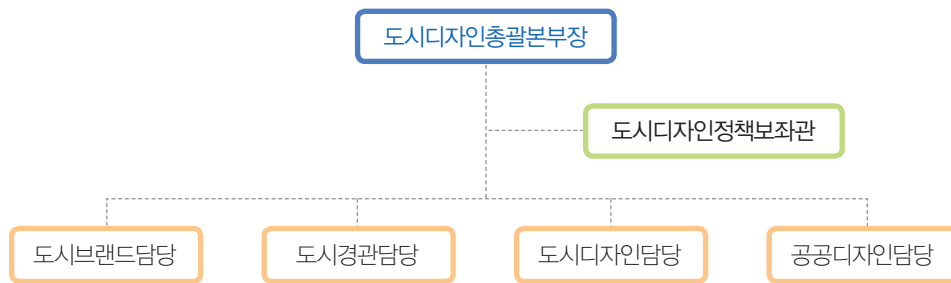 도시디자인총괄본부장
도시디자인정책보좌관
도시브랜드담당
도시경관담당
도시디자인담당
공공디자인담당